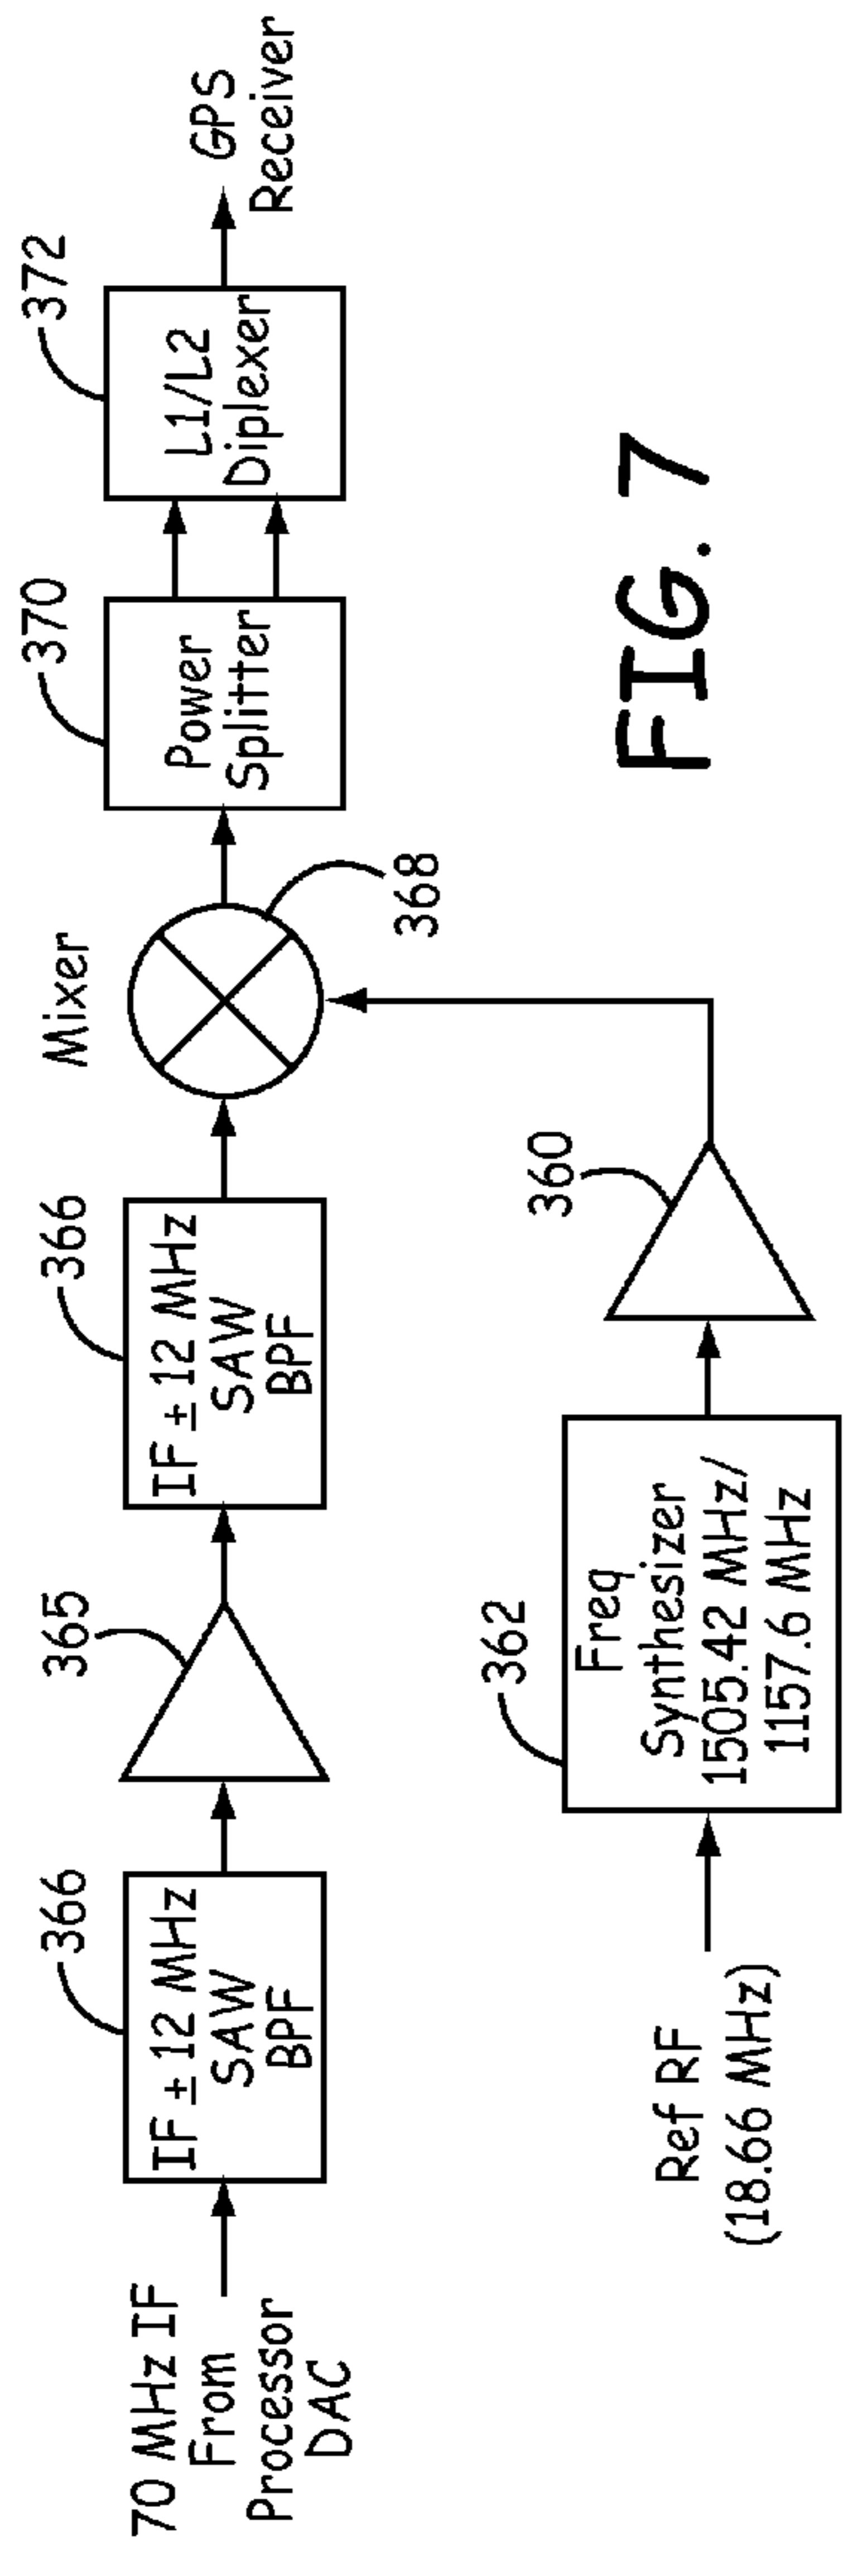 70 MHz IF
From
Processor
DAC
366
IF ± 12 MHz
SAW
BPF
365
366
IF ± 12 MHz
SAW
BPF
Mixer
368
370
Power
Splitter
372
L1/L2
Diplexer
GPS
Receiver
Ref RF
(18.66 MHz)
362
Freq
Synthesizer
1505.42 MHz/
1157.6 MHz
360
FIG. 7